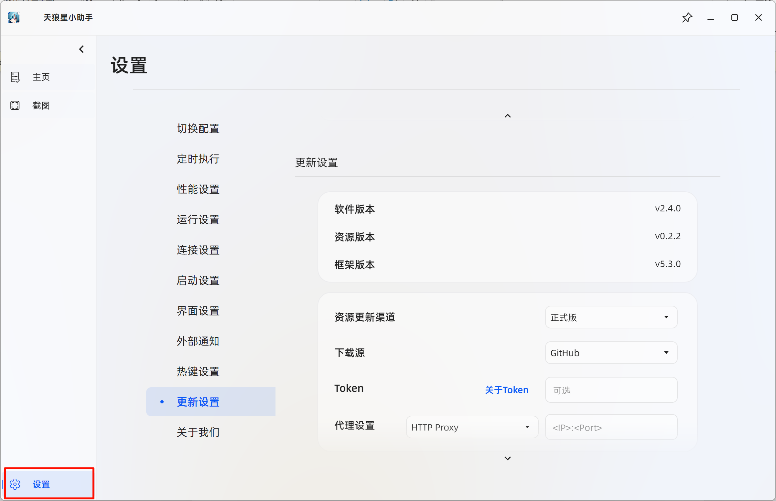 天狼星小助手
设置
主页
截图
切换配置
定时执行
性能设置
运行设置
连接设置
启动设置
界面设置
外部通知
热键设置
更新设置
关于我们
更新设置
软件版本 v2.4.0
资源版本 v0.2.2
框架版本 v5.3.0
资源更新渠道 正式版
下载源 GitHub
Token 关于Token 可选
代理设置 HTTP Proxy <IP>:<Port>
设置